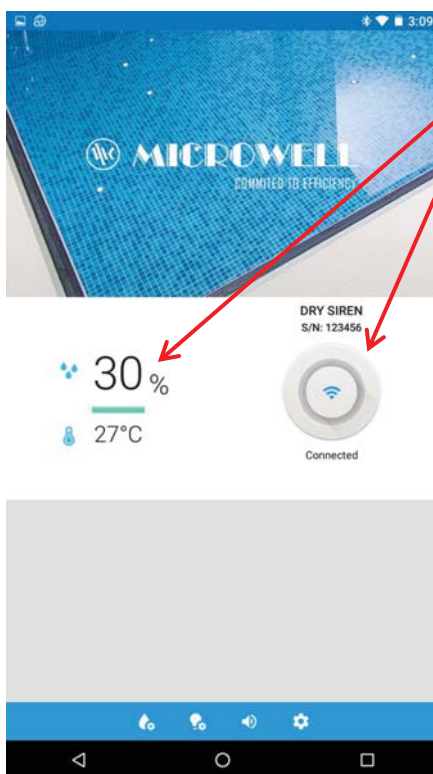 3:09
MICROWELL
COMMITED TO EFFICIENCY
DRY SIREN
S/N: 123456
30 %
27°C
Connected